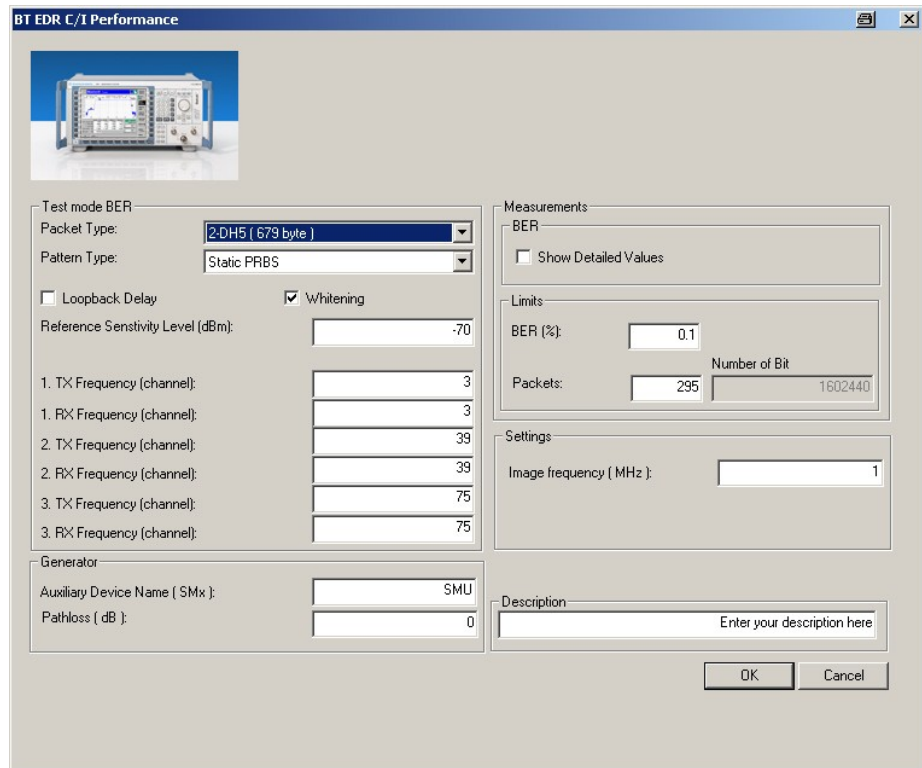 BT EDR C/I Performance
Test mode BER
Packet Type: 2-DH5 ( 679 byte )
Pattern Type: Static PRBS
Loopback Delay Whitening
Reference Senstivity Level (dBm): -70
1. TX Frequency (channel): 3
1. RX Frequency (channel): 3
2. TX Frequency (channel): 39
2. RX Frequency (channel): 39
3. TX Frequency (channel): 75
3. RX Frequency (channel): 75
Generator
Auxiliary Device Name ( SMx ): SMU
Pathloss ( dB ): 0
Measurements
BER
Show Detailed Values
Limits
BER (%): 0.1
Number of Bit
Packets: 295 1602440
Settings
Image frequency ( MHz ): 1
Description
Enter your description here
OK Cancel